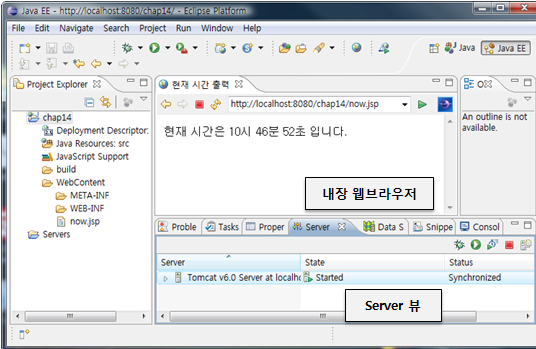 Java EE - http://localhost:8080/chap14/ - Eclipse Platform
File Edit Navigate Search Project Run Window Help
Java Java EE
Project Explorer
chap14
Deployment Descriptor:
Java Resources: src
JavaScript Support
build
WebContent
META-INF
WEB-INF
now.jsp
Servers
현재 시간 출력
http://localhost:8080/chap14/now.jsp
현재 시간은 10시 46분 52초 입니다.
내장 웹브라우저
O
An outline is not
available.
Proble Tasks Proper Server Data S Snippe Consol
Server State Status
Tomcat v6.0 Server at localho Started Synchronized
Server 뷰